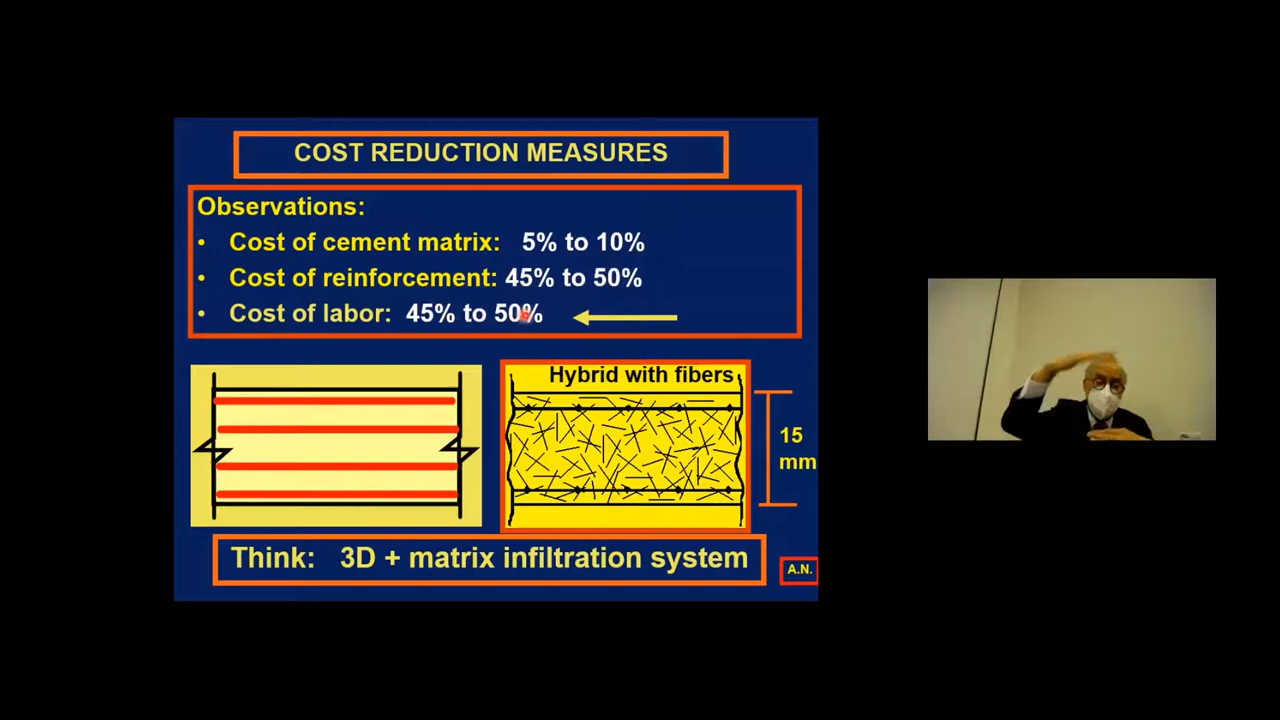 COST REDUCTION MEASURES
Observations:
• Cost of cement matrix: 5% to 10%
• Cost of reinforcement: 45% to 50%
• Cost of labor: 45% to 50%
Hybrid with fibers
15
mm
Think: 3D + matrix infiltration system
A.N.